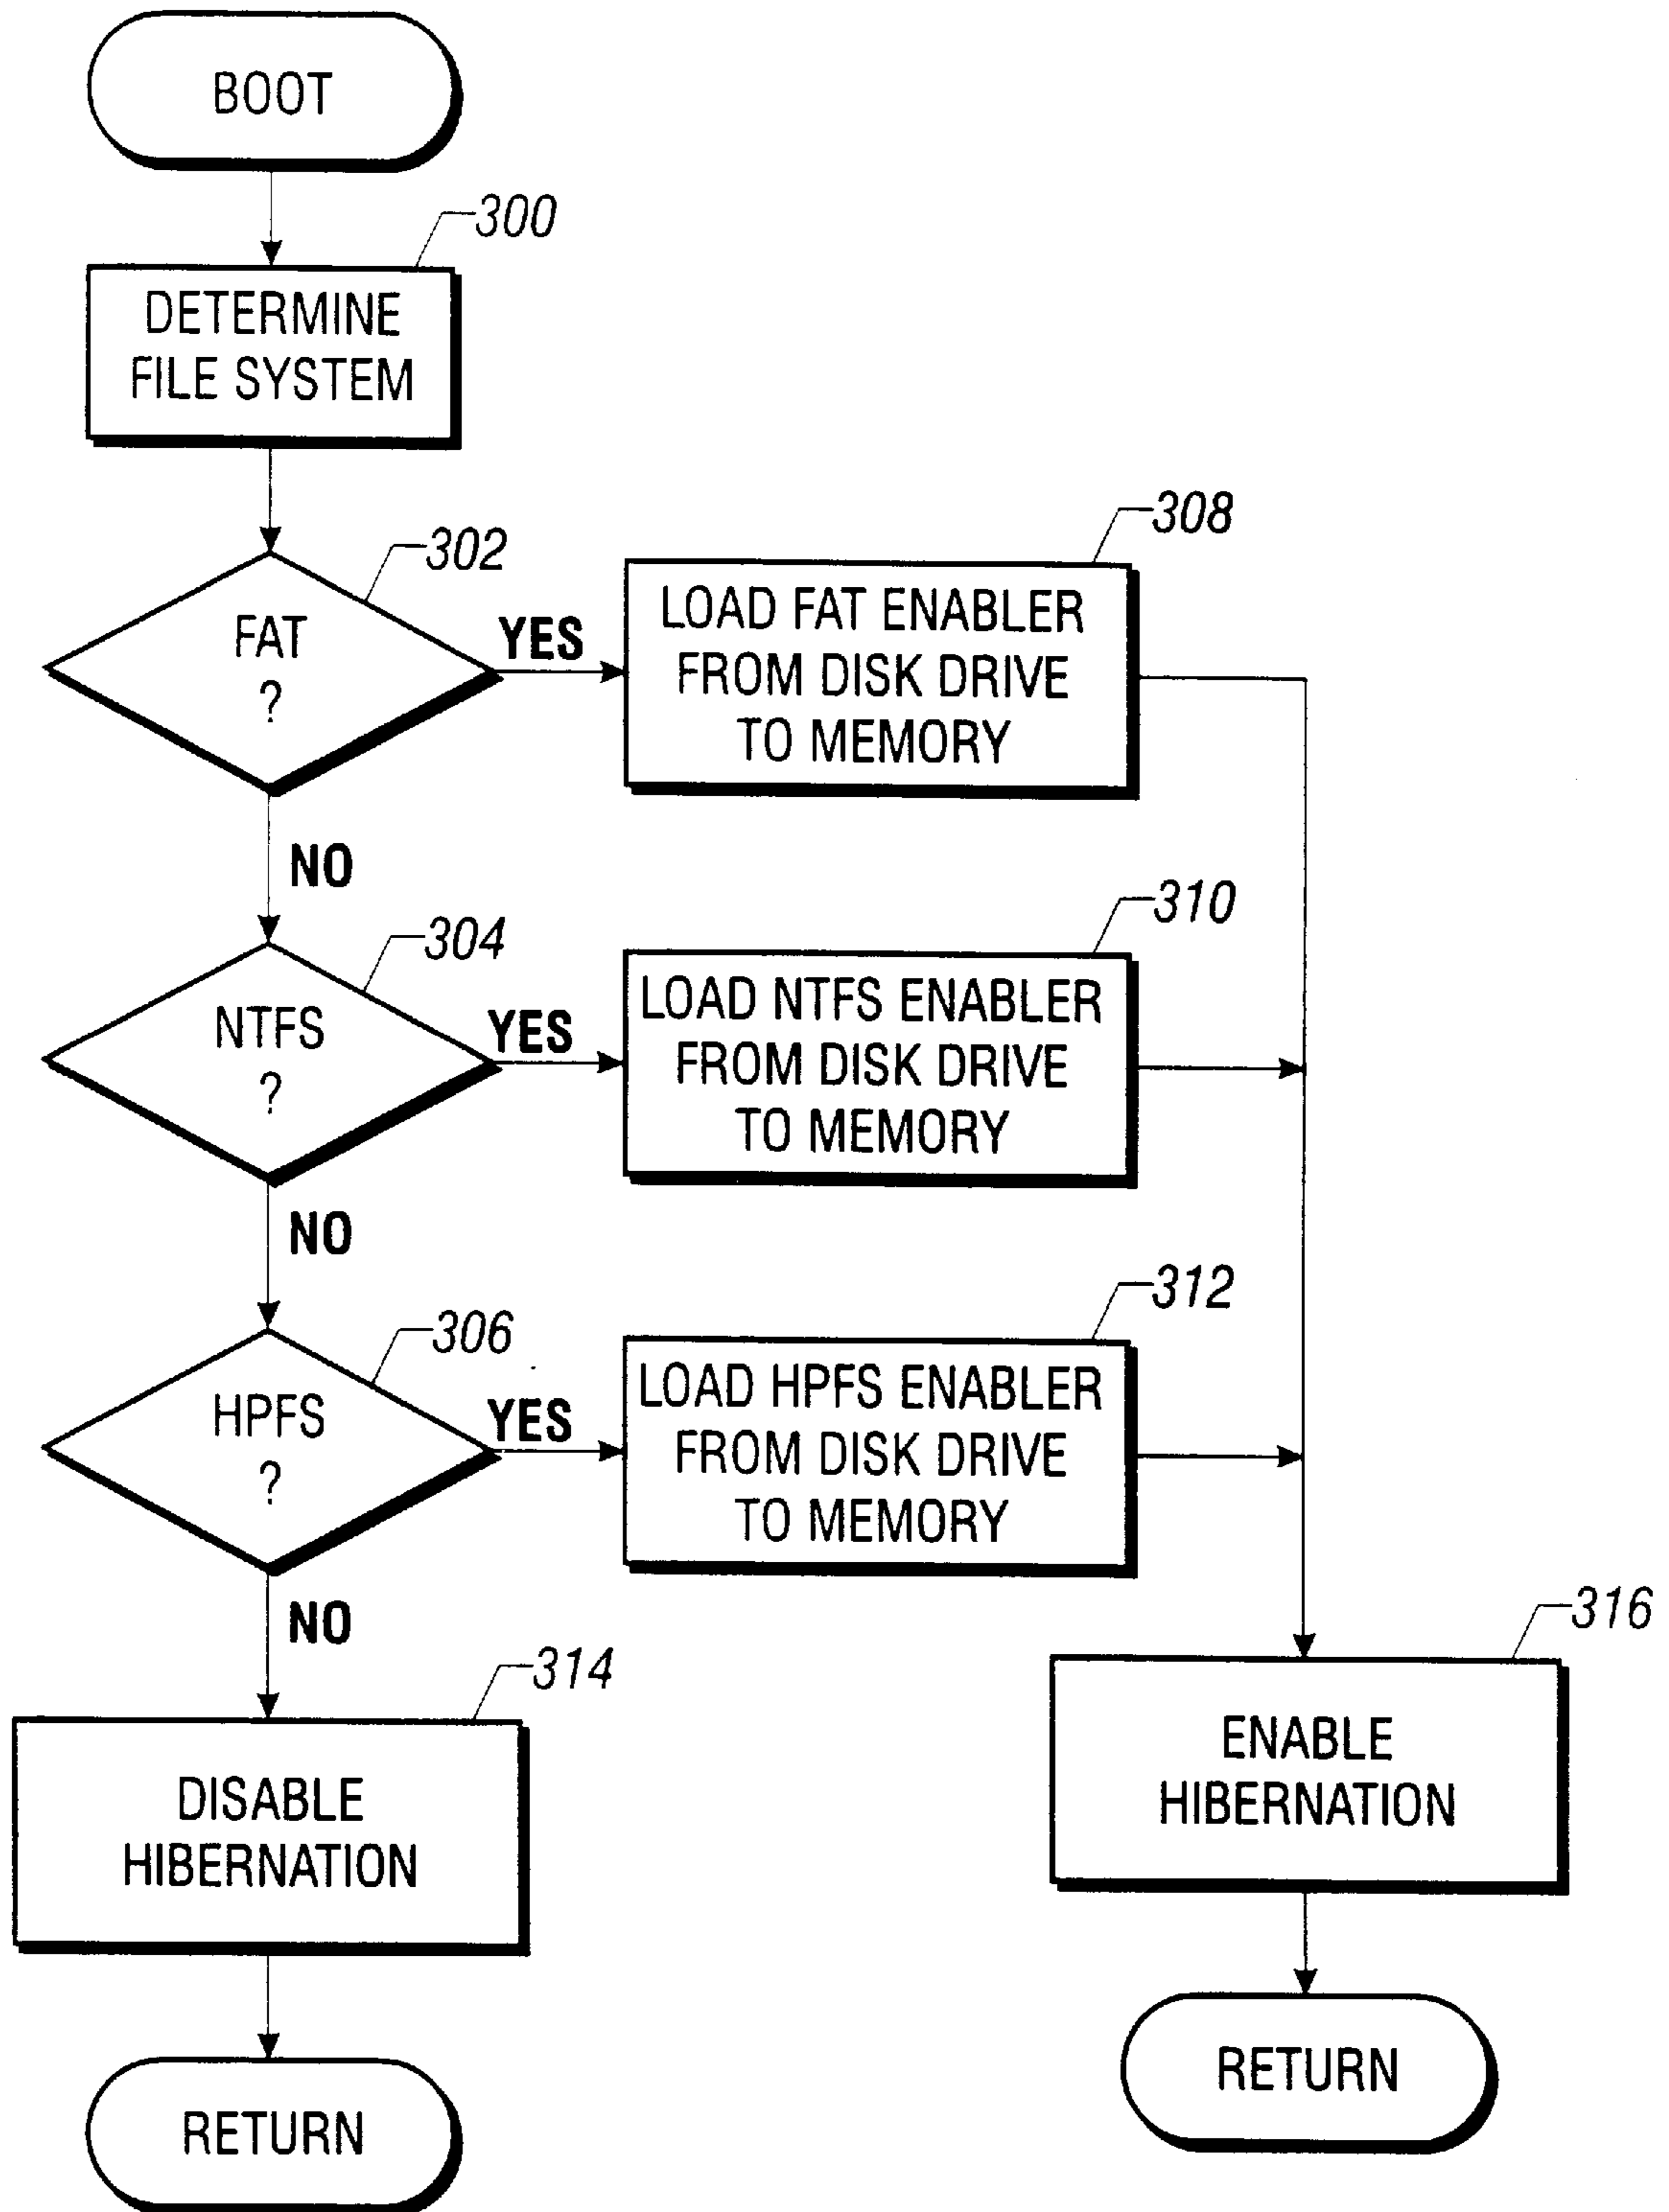 BOOT
300
DETERMINE
FILE SYSTEM
302
FAT
?
YES
308
LOAD FAT ENABLER
FROM DISK DRIVE
TO MEMORY
NO
304
NTFS
?
YES
310
LOAD NTFS ENABLER
FROM DISK DRIVE
TO MEMORY
NO
306
HPFS
?
YES
312
LOAD HPFS ENABLER
FROM DISK DRIVE
TO MEMORY
NO
314
DISABLE
HIBERNATION
RETURN
316
ENABLE
HIBERNATION
RETURN